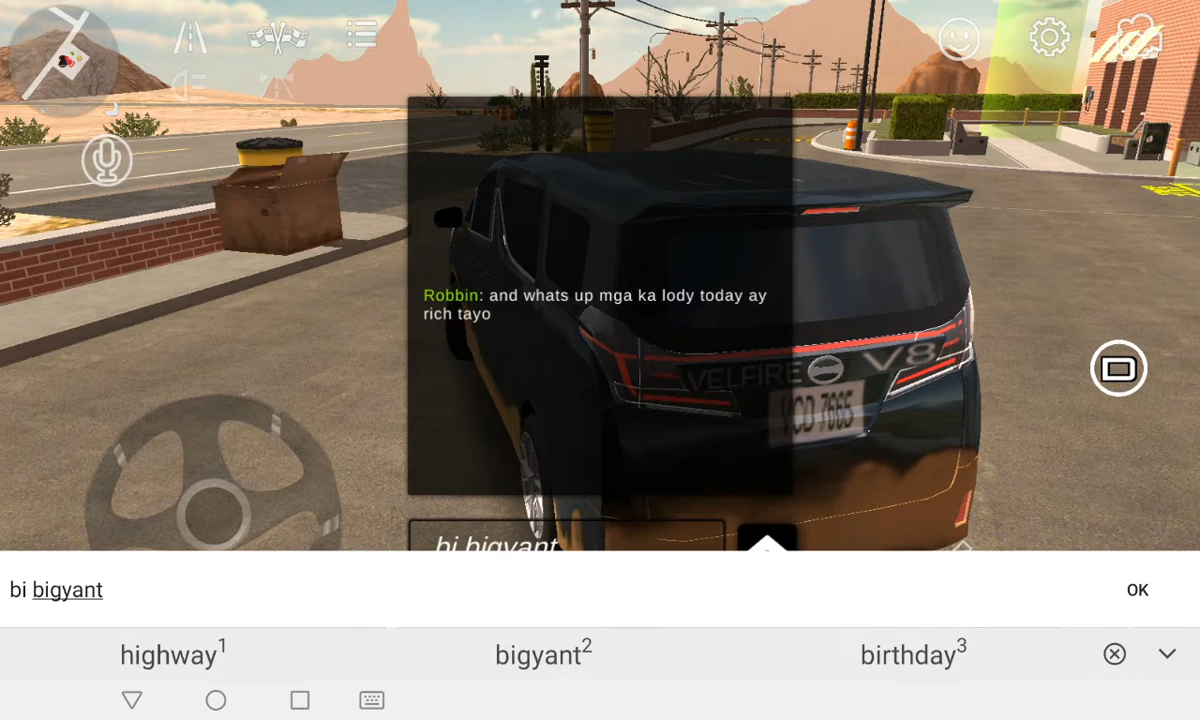 Robbin: and whats up mga ka lody today ay
rich tayo
VELFIRE V8
VCD 7665
bi bigyant
bi bigyant
OK
highway1
bigyant2
birthday3